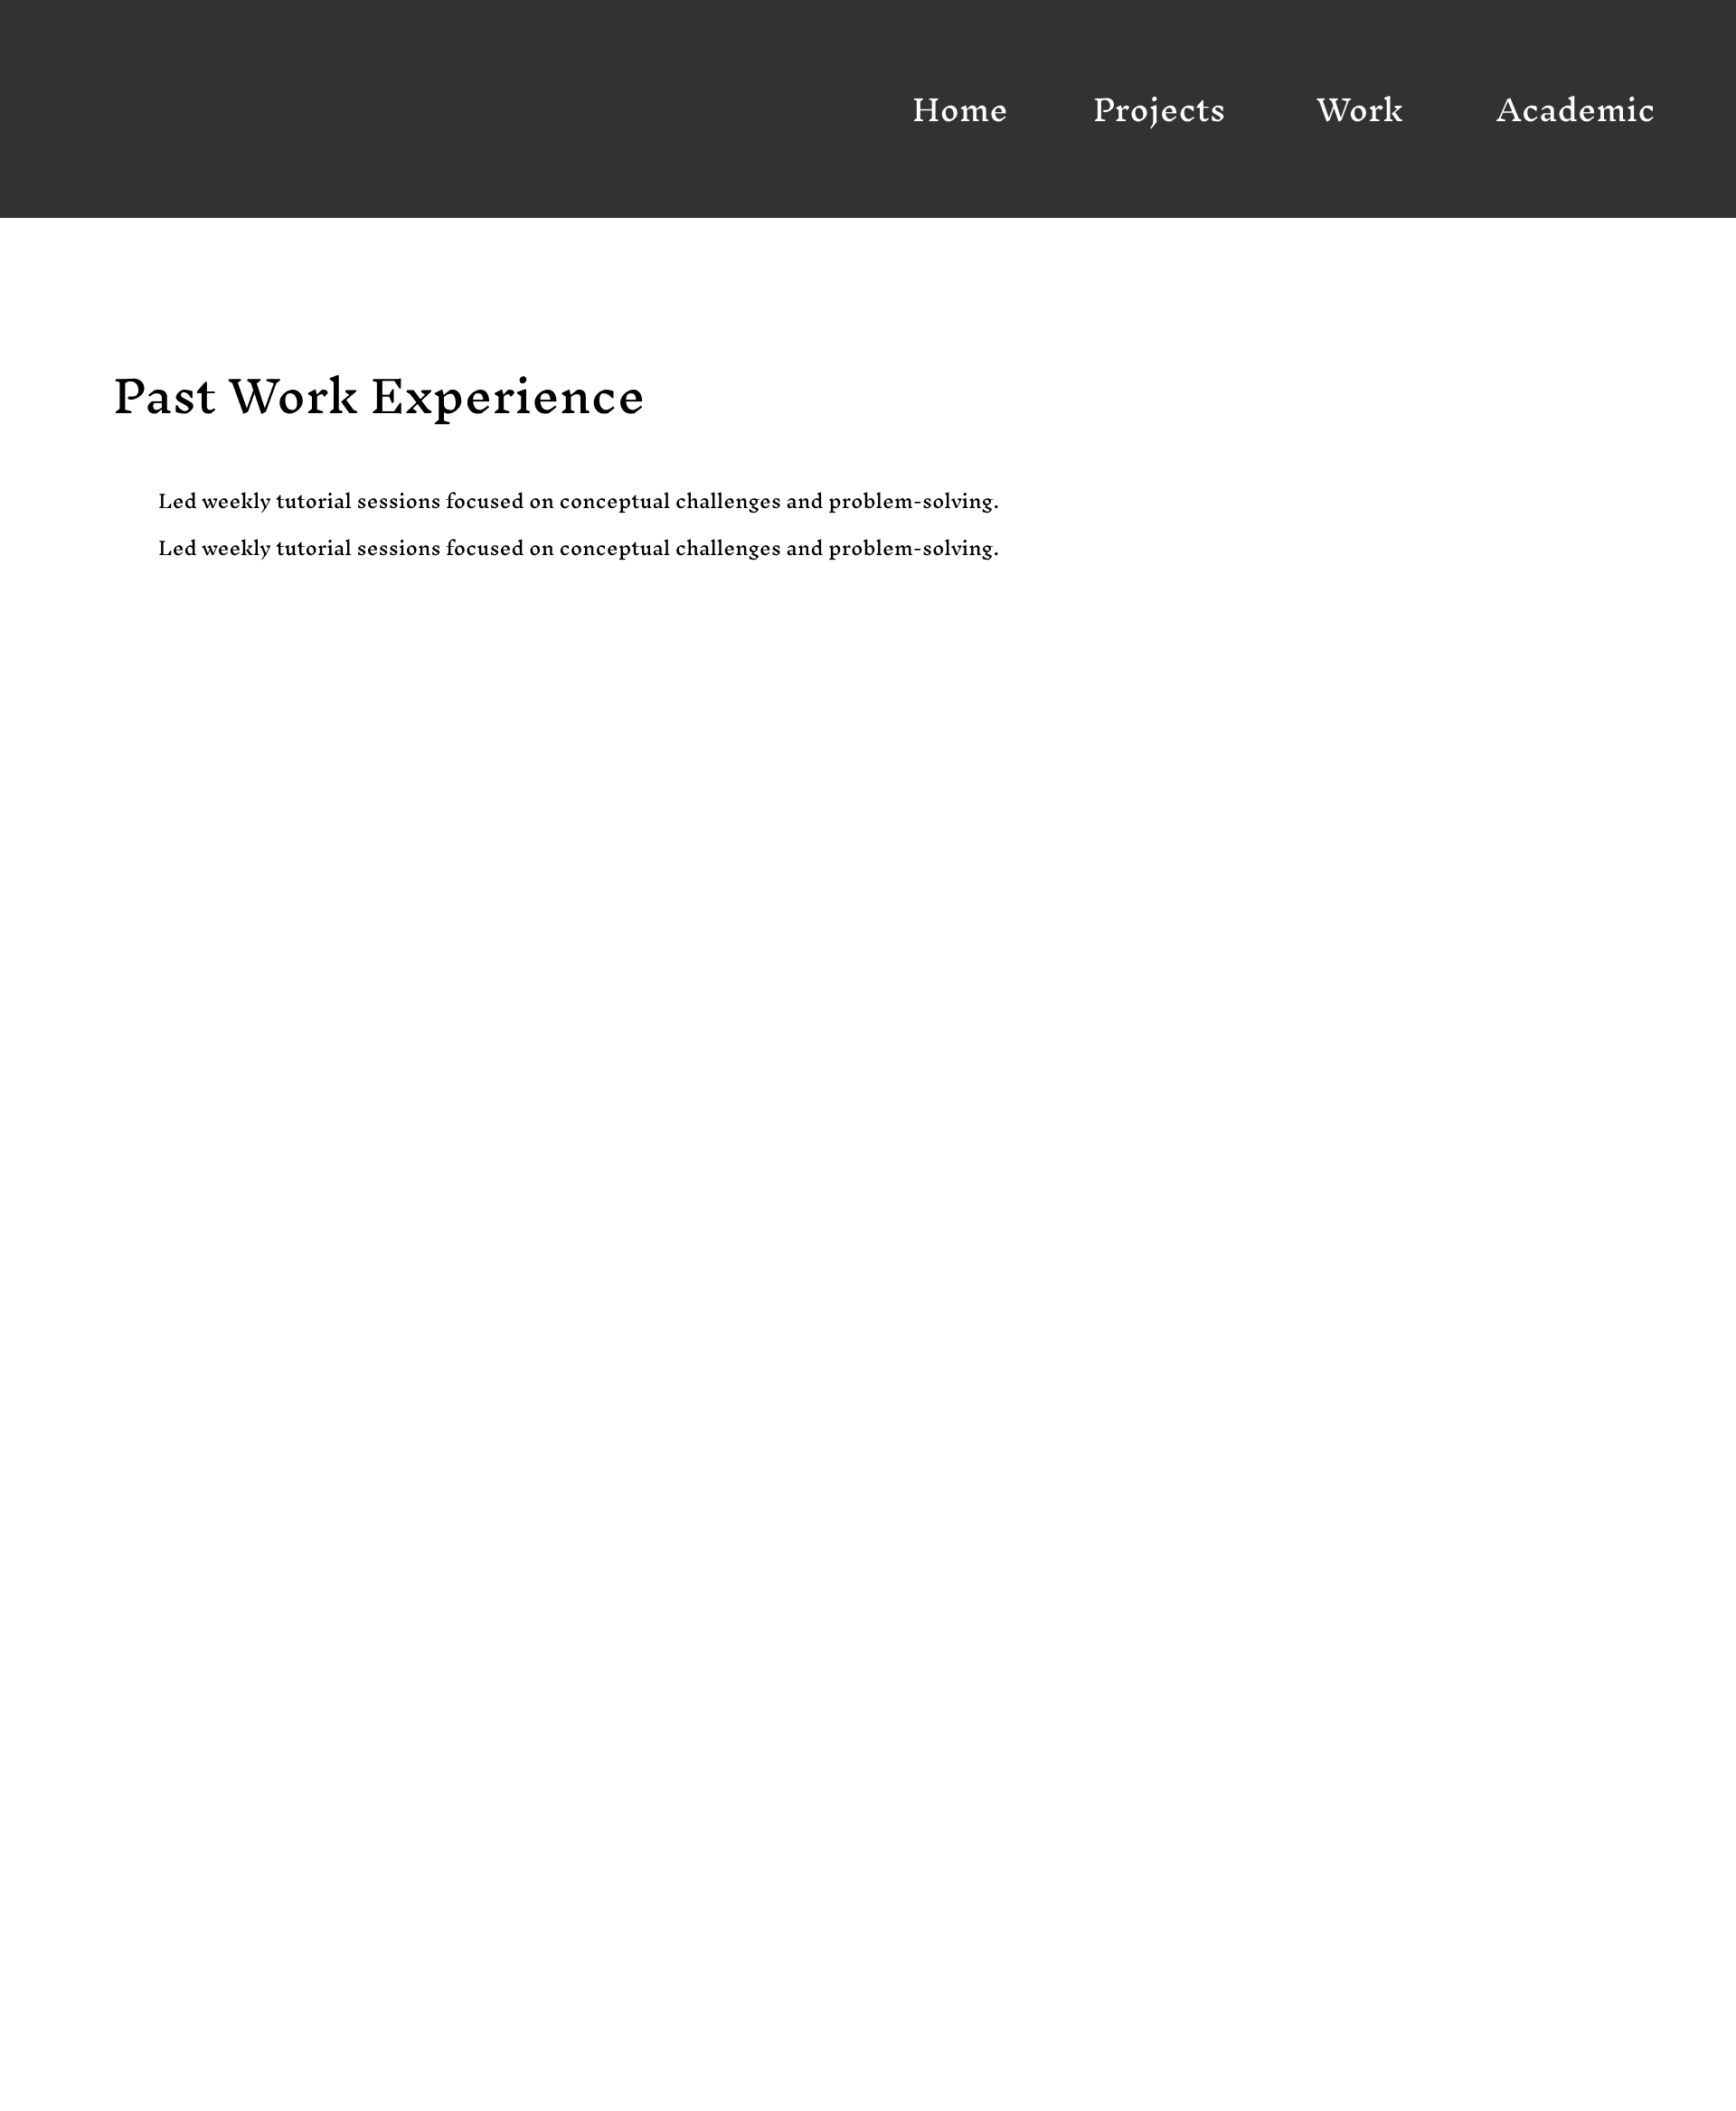 Home Projects Work Academic
Past Work Experience
Led weekly tutorial sessions focused on conceptual challenges and problem-solving.
Led weekly tutorial sessions focused on conceptual challenges and problem-solving.